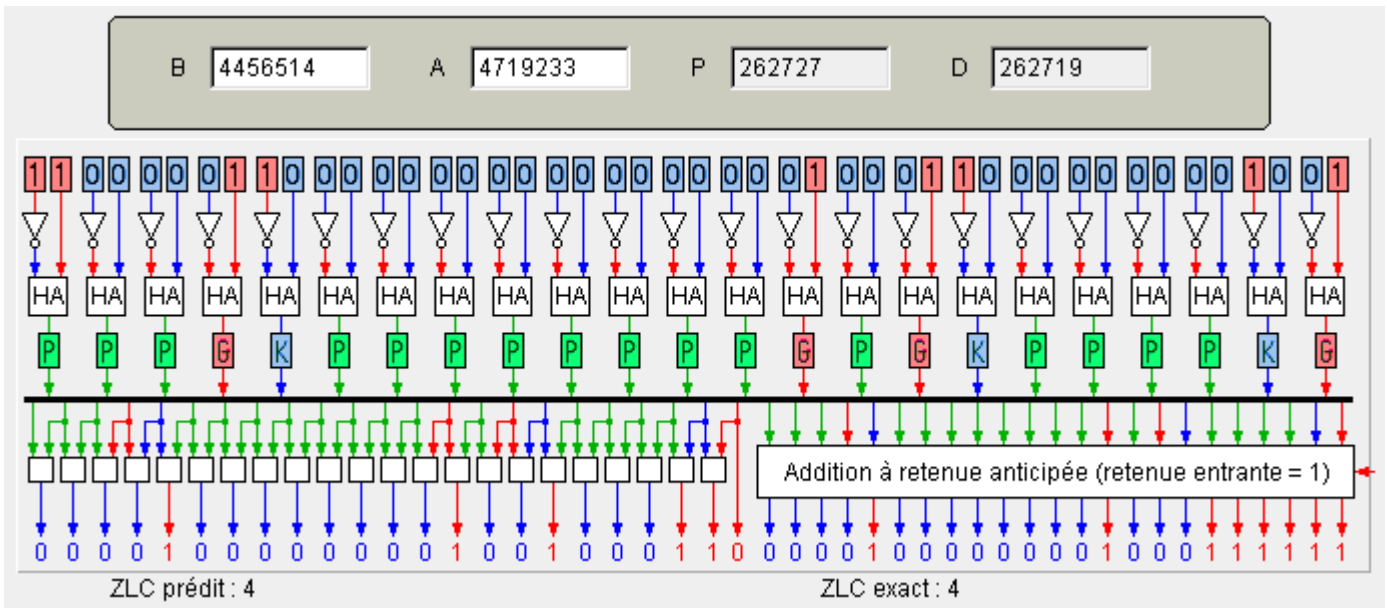 B 4456514 A 4719233 P 262727 D 262719
1 1 0 0 0 0 0 1 1 0 0 0 0 0 0 0 0 0 0 0 0 0 0 0 0 0 0 1 0 0 0 1 1 0 0 0 0 0 0 0 0 0 1 0 0 1
HA HA HA HA HA HA HA HA HA HA HA HA HA HA HA HA HA HA HA HA HA HA HA
P P P G K P P P P P P P P G P G K P P P P K G
Addition à retenue anticipée (retenue entrante = 1)
0 0 0 0 1 0 0 0 0 0 0 0 0 1 0 0 1 0 0 0 1 1 0 0 0 0 0 1 0 0 0 0 0 0 0 0 1 0 0 0 1 1 1 1 1 1
ZLC prédit : 4 ZLC exact : 4